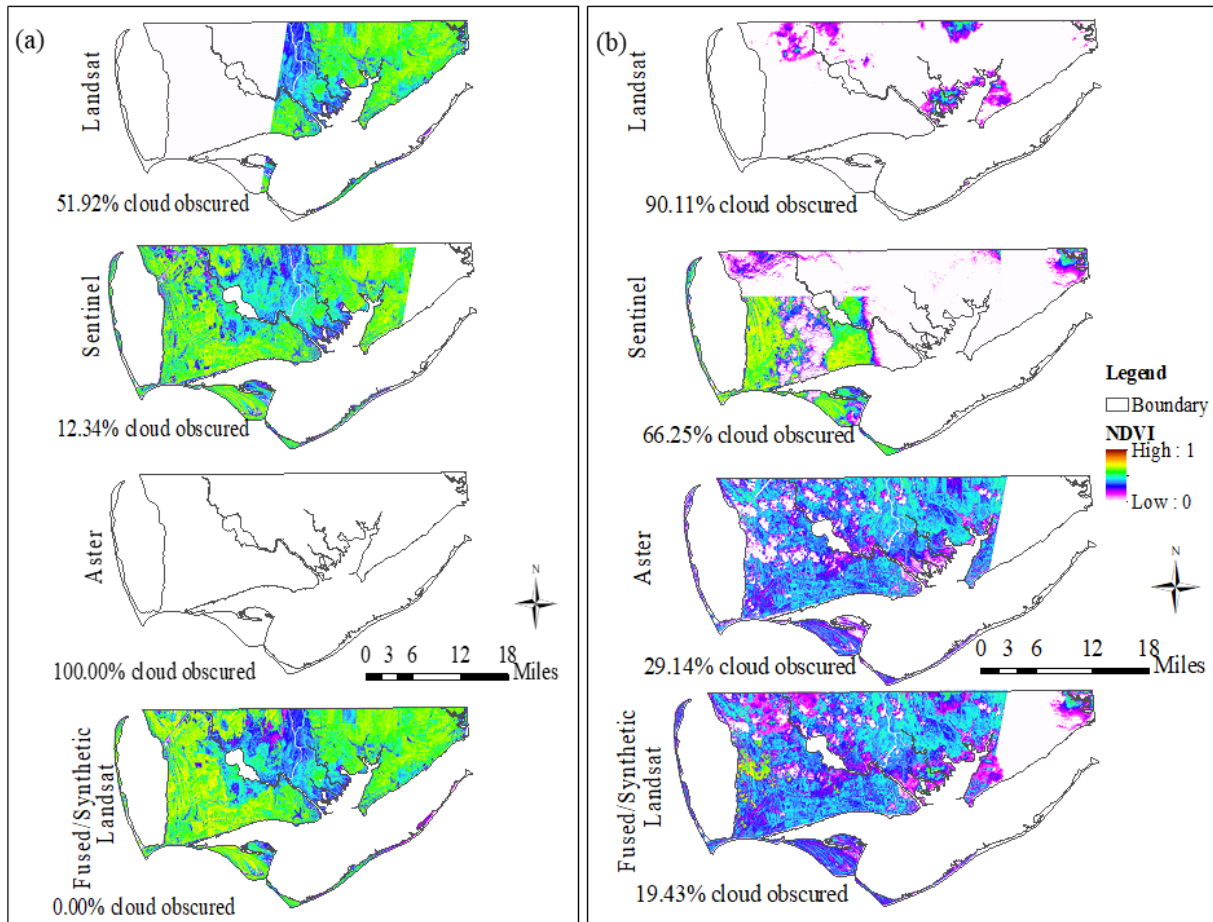 (a)
Landsat
51.92% cloud obscured
Sentinel
12.34% cloud obscured
Aster
N
100.00% cloud obscured
0 3 6 12 18
Miles
Fused/Synthetic
Landsat
0.00% cloud obscured
(b)
Landsat
90.11% cloud obscured
Sentinel
66.25% cloud obscured
Legend
Boundary
NDVI
High : 1
Low : 0
Aster
N
29.14% cloud obscured
0 3 6 12 18
Miles
Fused/Synthetic
Landsat
19.43% cloud obscured